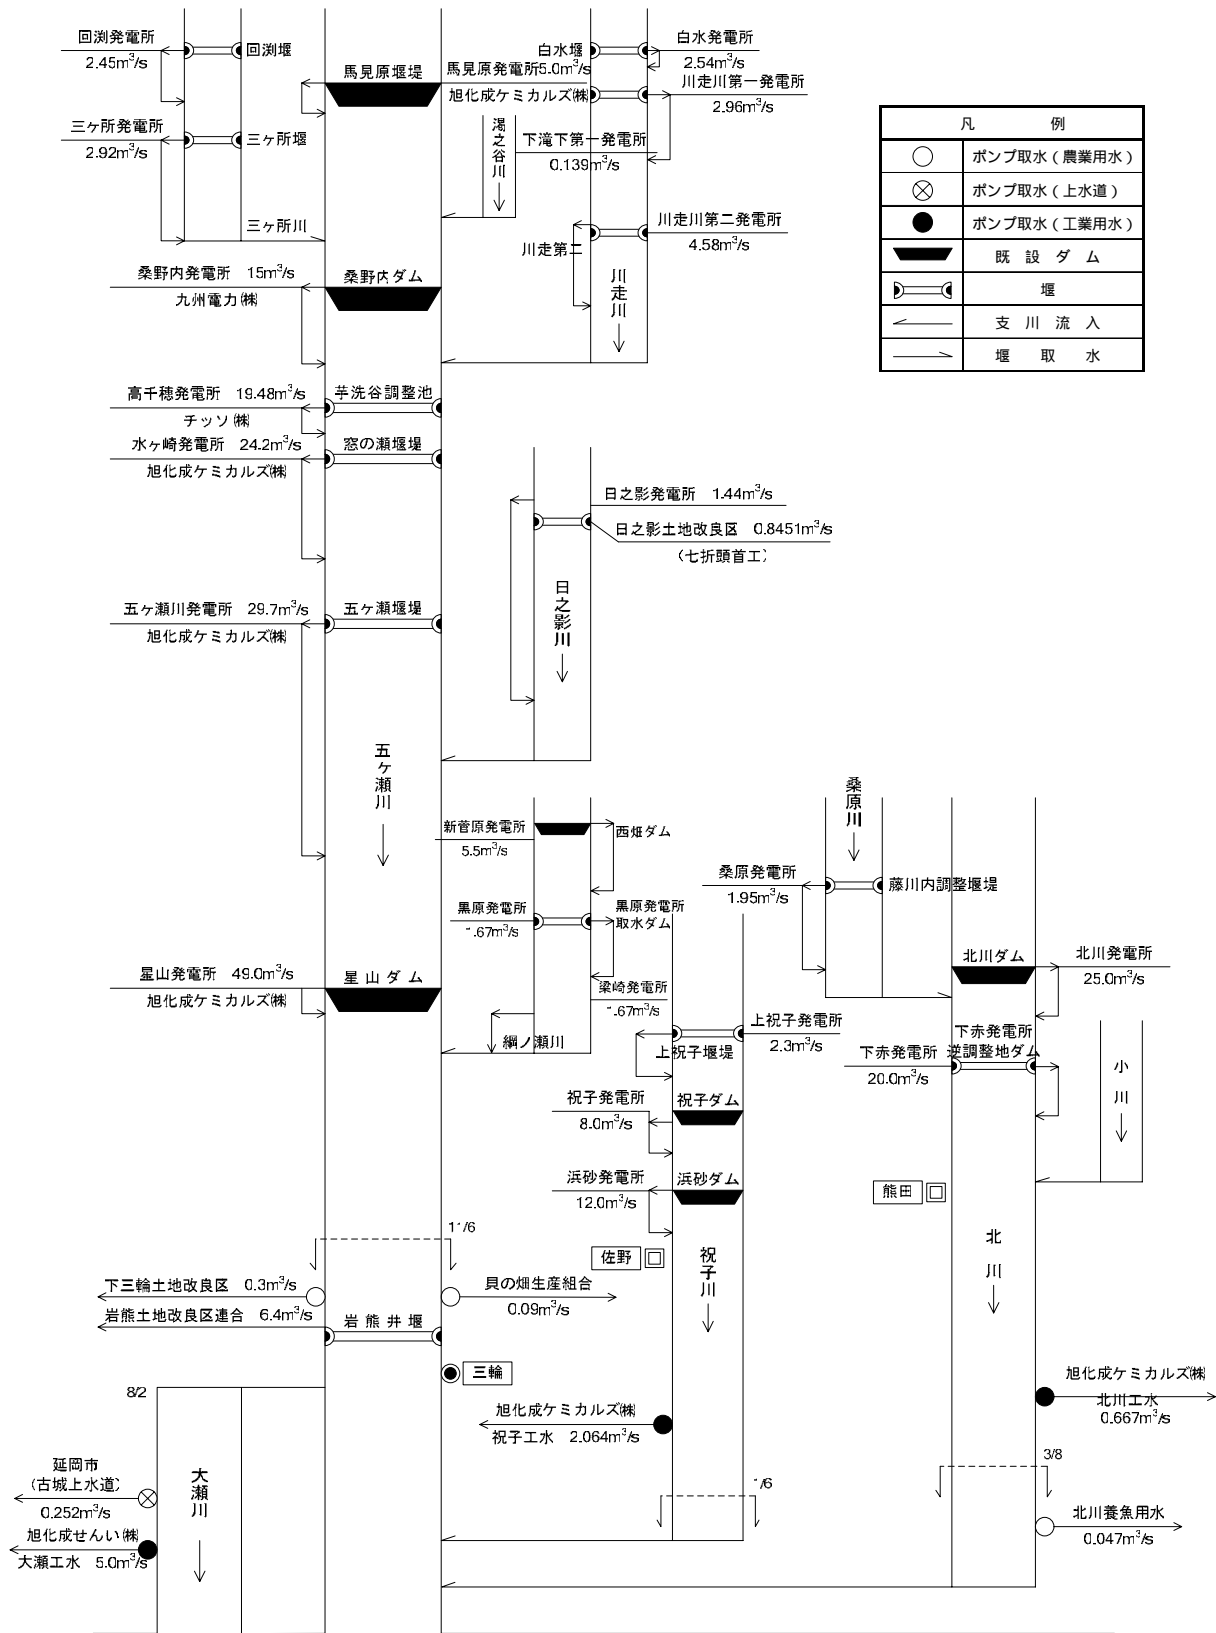 回渕発電所
2.45m³/s
回渕堰
三ヶ所発電所
2.92m³/s
三ヶ所堰
三ヶ所川
馬見原堰堤
馬見原発電所5.0m³/s
旭化成ケミカルズ㈱
白水堰
白水発電所
2.54m³/s
川走川第一発電所
2.96m³/s
渇之谷川
下滝下第一発電所
0.139m³/s
川走川第二発電所
4.58m³/s
川走第二
川走川
凡 例
ポンプ取水(農業用水)
ポンプ取水(上水道)
ポンプ取水(工業用水)
既設ダム
堰
支川流入
堰取水
桑野内発電所 15m³/s
九州電力㈱
桑野内ダム
高千穂発電所 19.48m³/s
チッソ㈱
芋洗谷調整池
水ヶ崎発電所 24.2m³/s
旭化成ケミカルズ㈱
窓の瀬堰堤
日之影発電所 1.44m³/s
日之影土地改良区 0.8451m³/s
(七折頭首工)
日之影川
五ヶ瀬川発電所 29.7m³/s
旭化成ケミカルズ㈱
五ヶ瀬堰堤
五ヶ瀬川
新菅原発電所
5.5m³/s
西畑ダム
黒原発電所
1.67m³/s
黒原発電所
取水ダム
梁崎発電所
1.67m³/s
綱ノ瀬川
星山発電所 49.0m³/s
旭化成ケミカルズ㈱
星山ダム
桑原川
桑原発電所
1.95m³/s
藤川内調整堰堤
北川ダム
北川発電所
25.0m³/s
上祝子発電所
2.3m³/s
上祝子堰堤
下赤発電所
20.0m³/s
下赤発電所
逆調整地ダム
小川
祝子発電所
8.0m³/s
祝子ダム
浜砂発電所
12.0m³/s
浜砂ダム
熊田
佐野
祝子川
北川
11/6
下三輪土地改良区 0.3m³/s
貝の畑生産組合
0.09m³/s
岩熊土地改良区連合 6.4m³/s
岩熊井堰
三輪
8/2
旭化成ケミカルズ㈱
祝子工水 2.064m³/s
旭化成ケミカルズ㈱
北川工水
0.667m³/s
延岡市
(古城上水道)
0.252m³/s
旭化成せんい㈱
大瀬工水 5.0m³/s
大瀬川
1/6
3/8
北川養魚用水
0.047m³/s